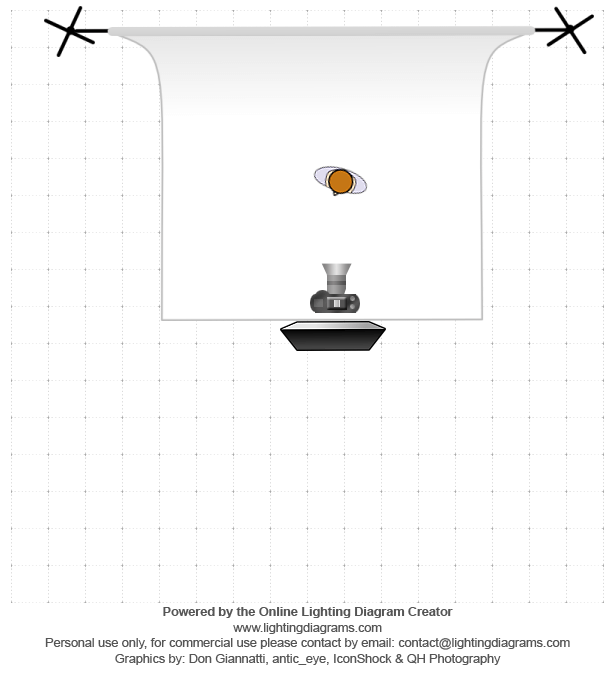 Powered by the Online Lighting Diagram Creator
www.lightingdiagrams.com
Personal use only, for commercial use please contact by email: contact@lightingdiagrams.com
Graphics by: Don Giannatti, antic_eye, IconShock & QH Photography